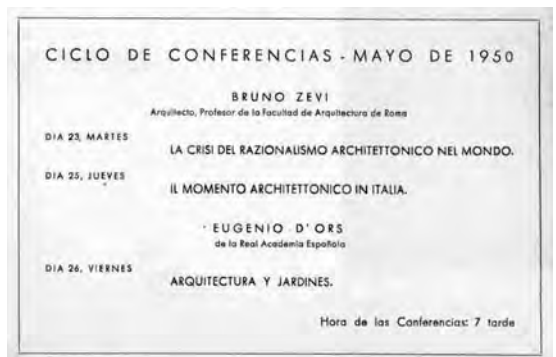 CICLO DE CONFERENCIAS - MAYO DE 1950
BRUNO ZEVI
Arquitecto, Profesor de la Facultad de Arquitectura de Roma
DIA 23, MARTES
LA CRISI DEL RAZIONALISMO ARCHITETTONICO NEL MONDO.
DIA 25, JUEVES
IL MOMENTO ARCHITETTONICO IN ITALIA.
EUGENIO D'ORS
de la Real Academia Española
DIA 26, VIERNES
ARQUITECTURA Y JARDINES.
Hora de las Conferencias: 7 tarde